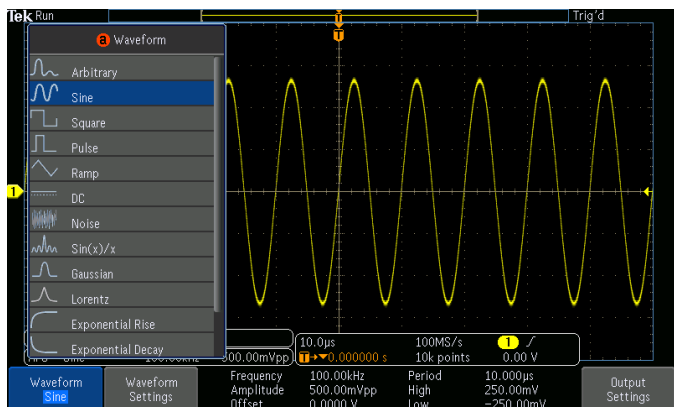 Tek Run Trig'd
T
T
a Waveform
Arbitrary
Sine
Square
Pulse
Ramp
1
DC
Noise
Sin(x)/x
Gaussian
Lorentz
Exponential Rise
Exponential Decay
500.00mVpp
10.0µs 100MS/s 1
T→▼0.000000 s 10k points 0.00 V
Waveform
Sine
Waveform
Settings
Frequency 100.00kHz Period 10.000µs
Amplitude 500.00mVpp High 250.00mV
Offset 0.0000 V Low -250.00mV
Output
Settings